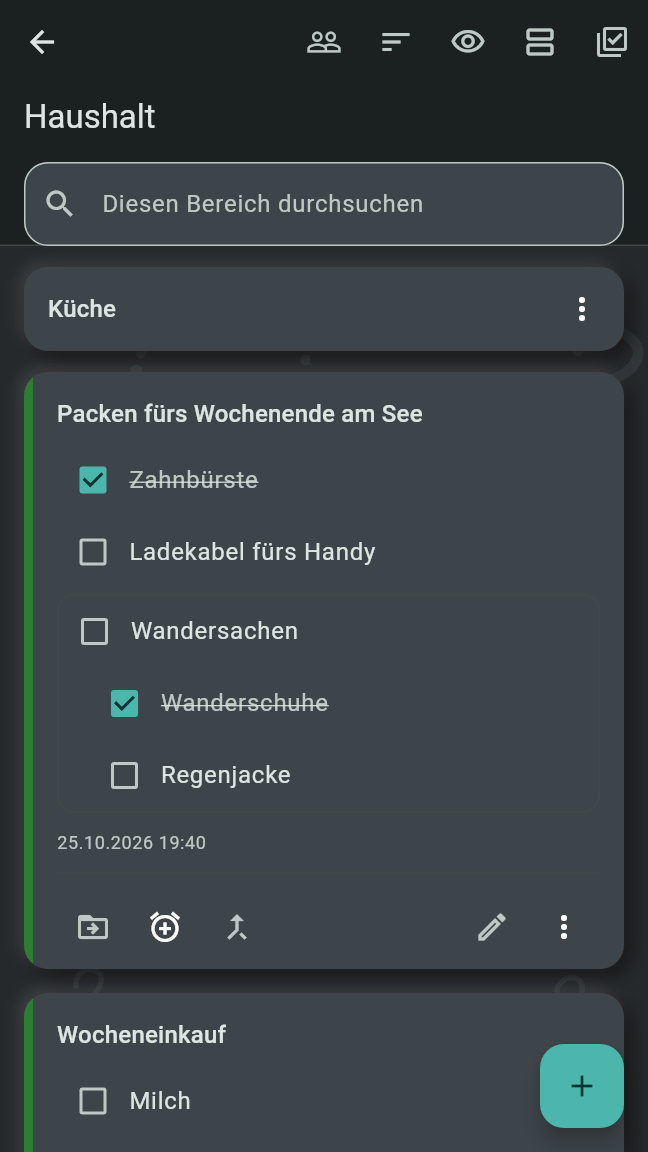 Haushalt
Diesen Bereich durchsuchen
Küche
Packen fürs Wochenende am See
Zahnbürste
Ladekabel fürs Handy
Wandersachen
Wanderschuhe
Regenjacke
25.10.2026 19:40
Wocheneinkauf
Milch